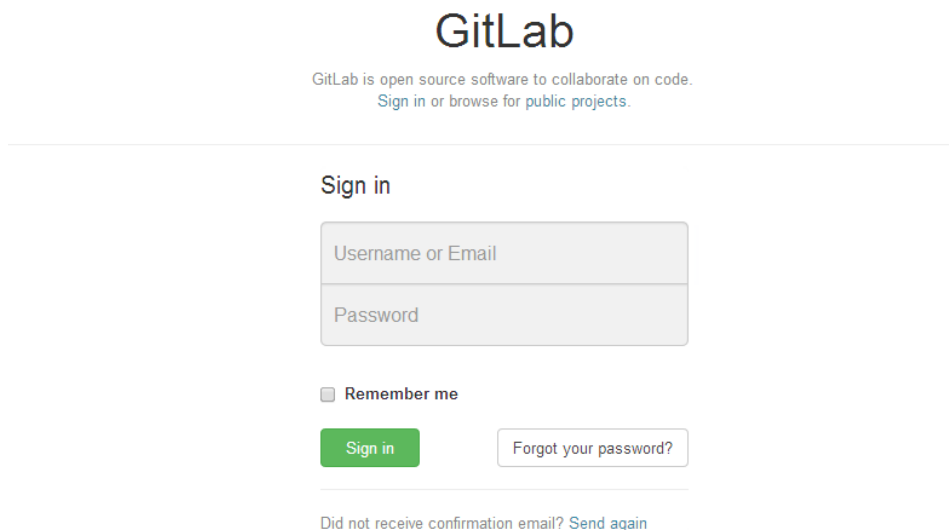 GitLab
GitLab is open source software to collaborate on code.
Sign in or browse for public projects.
Sign in
Username or Email
Password
Remember me
Sign in
Forgot your password?
Did not receive confirmation email? Send again